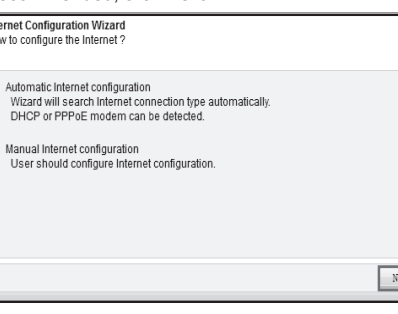 ernet Configuration Wizard
w to configure the Internet ?
Automatic Internet configuration
Wizard will search Internet connection type automatically.
DHCP or PPPoE modem can be detected.
Manual Internet configuration
User should configure Internet configuration.
N